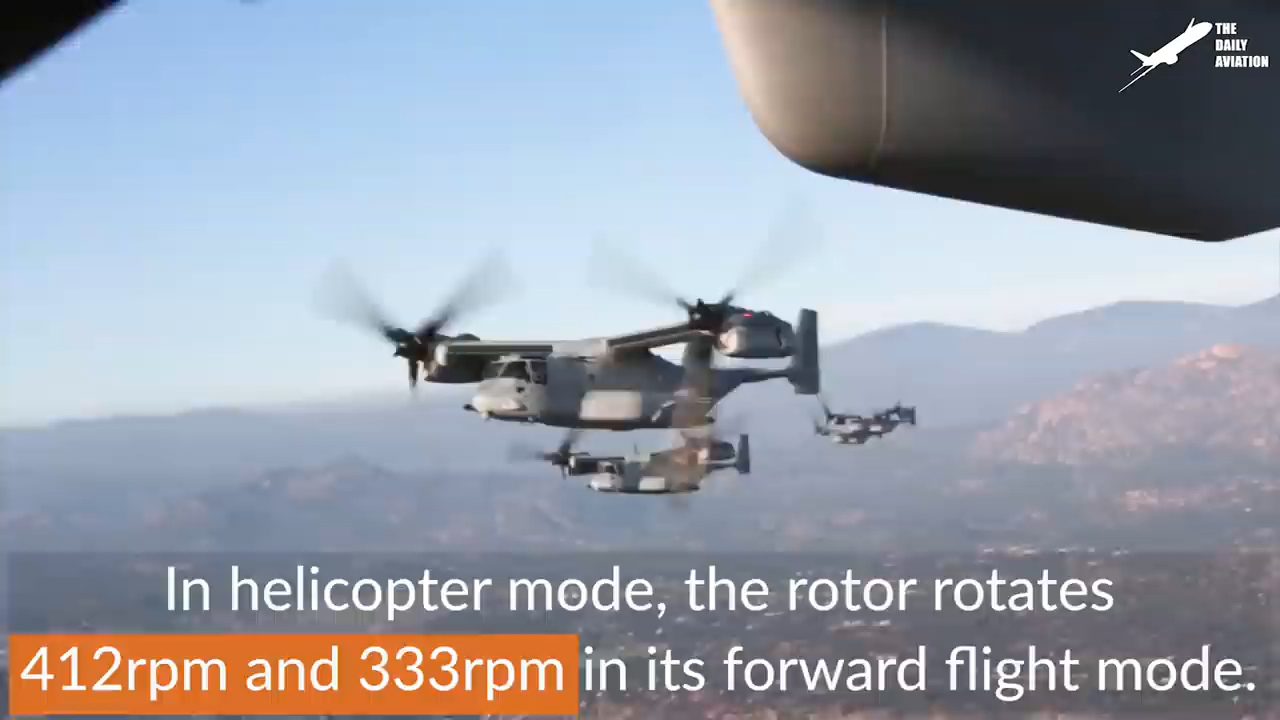 THE
DAILY
AVIATION
In helicopter mode, the rotor rotates
412rpm and 333rpm in its forward flight mode.